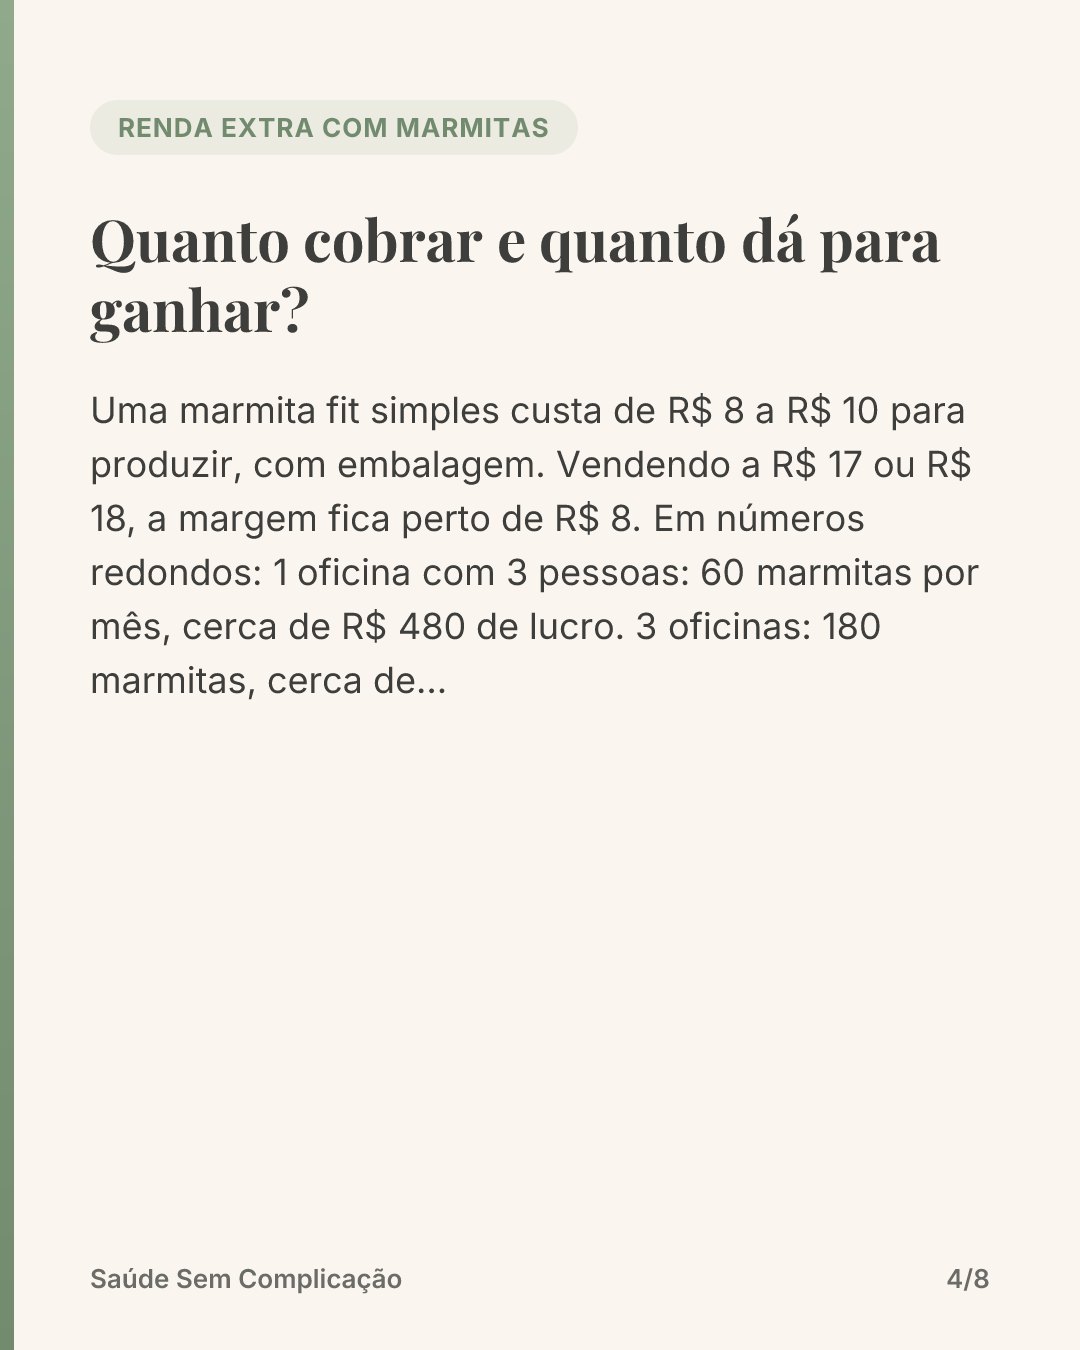 RENDA EXTRA COM MARMITAS
Quanto cobrar e quanto dá para
ganhar?
Uma marmita fit simples custa de R$ 8 a R$ 10 para
produzir, com embalagem. Vendendo a R$ 17 ou R$
18, a margem fica perto de R$ 8. Em números
redondos: 1 oficina com 3 pessoas: 60 marmitas por
mês, cerca de R$ 480 de lucro. 3 oficinas: 180
marmitas, cerca de...
Saúde Sem Complicação
4/8